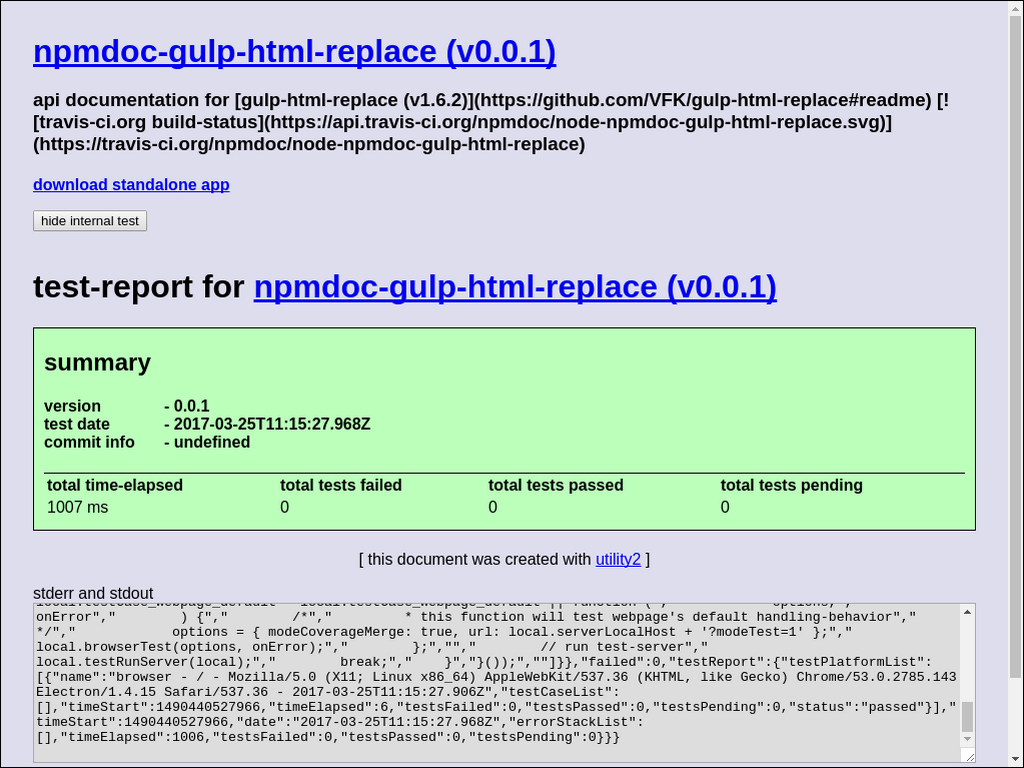 npmdoc-gulp-html-replace (v0.0.1)
api documentation for [gulp-html-replace (v1.6.2)](https://github.com/VFK/gulp-html-replace#readme) [!
[travis-ci.org build-status](https://api.travis-ci.org/npmdoc/node-npmdoc-gulp-html-replace.svg)]
(https://travis-ci.org/npmdoc/node-npmdoc-gulp-html-replace)
download standalone app
hide internal test
test-report for npmdoc-gulp-html-replace (v0.0.1)
summary
version - 0.0.1
test date - 2017-03-25T11:15:27.968Z
commit info - undefined
total time-elapsed total tests failed total tests passed total tests pending
1007 ms 0 0 0
[ this document was created with utility2 ]
stderr and stdout
local.testCase_webpage_default = local.testCase_webpage_default || function (","            options,","
onError","        ) {","        /*","         * this function will test webpage's default handling-behavior","
*/","            options = { modeCoverageMerge: true, url: local.serverLocalHost + '?modeTest=1' };","
local.browserTest(options, onError);","        };","","        // run test-server","
local.testRunServer(local);","        break;","    }","}());",""]}},"failed":0,"testReport":{"testPlatformList":
[{"name":"browser - / - Mozilla/5.0 (X11; Linux x86_64) AppleWebKit/537.36 (KHTML, like Gecko) Chrome/53.0.2785.143
Electron/1.4.15 Safari/537.36 - 2017-03-25T11:15:27.906Z","testCaseList":
[],"timeStart":1490440527966,"timeElapsed":6,"testsFailed":0,"testsPassed":0,"testsPending":0,"status":"passed"}],"
timeStart":1490440527966,"date":"2017-03-25T11:15:27.968Z","errorStackList":
[],"timeElapsed":1006,"testsFailed":0,"testsPassed":0,"testsPending":0}}}